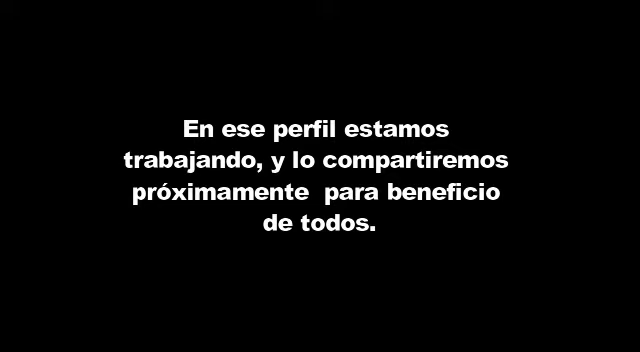 En ese perfil estamos
trabajando, y lo compartiremos
próximamente  para beneficio
de todos.